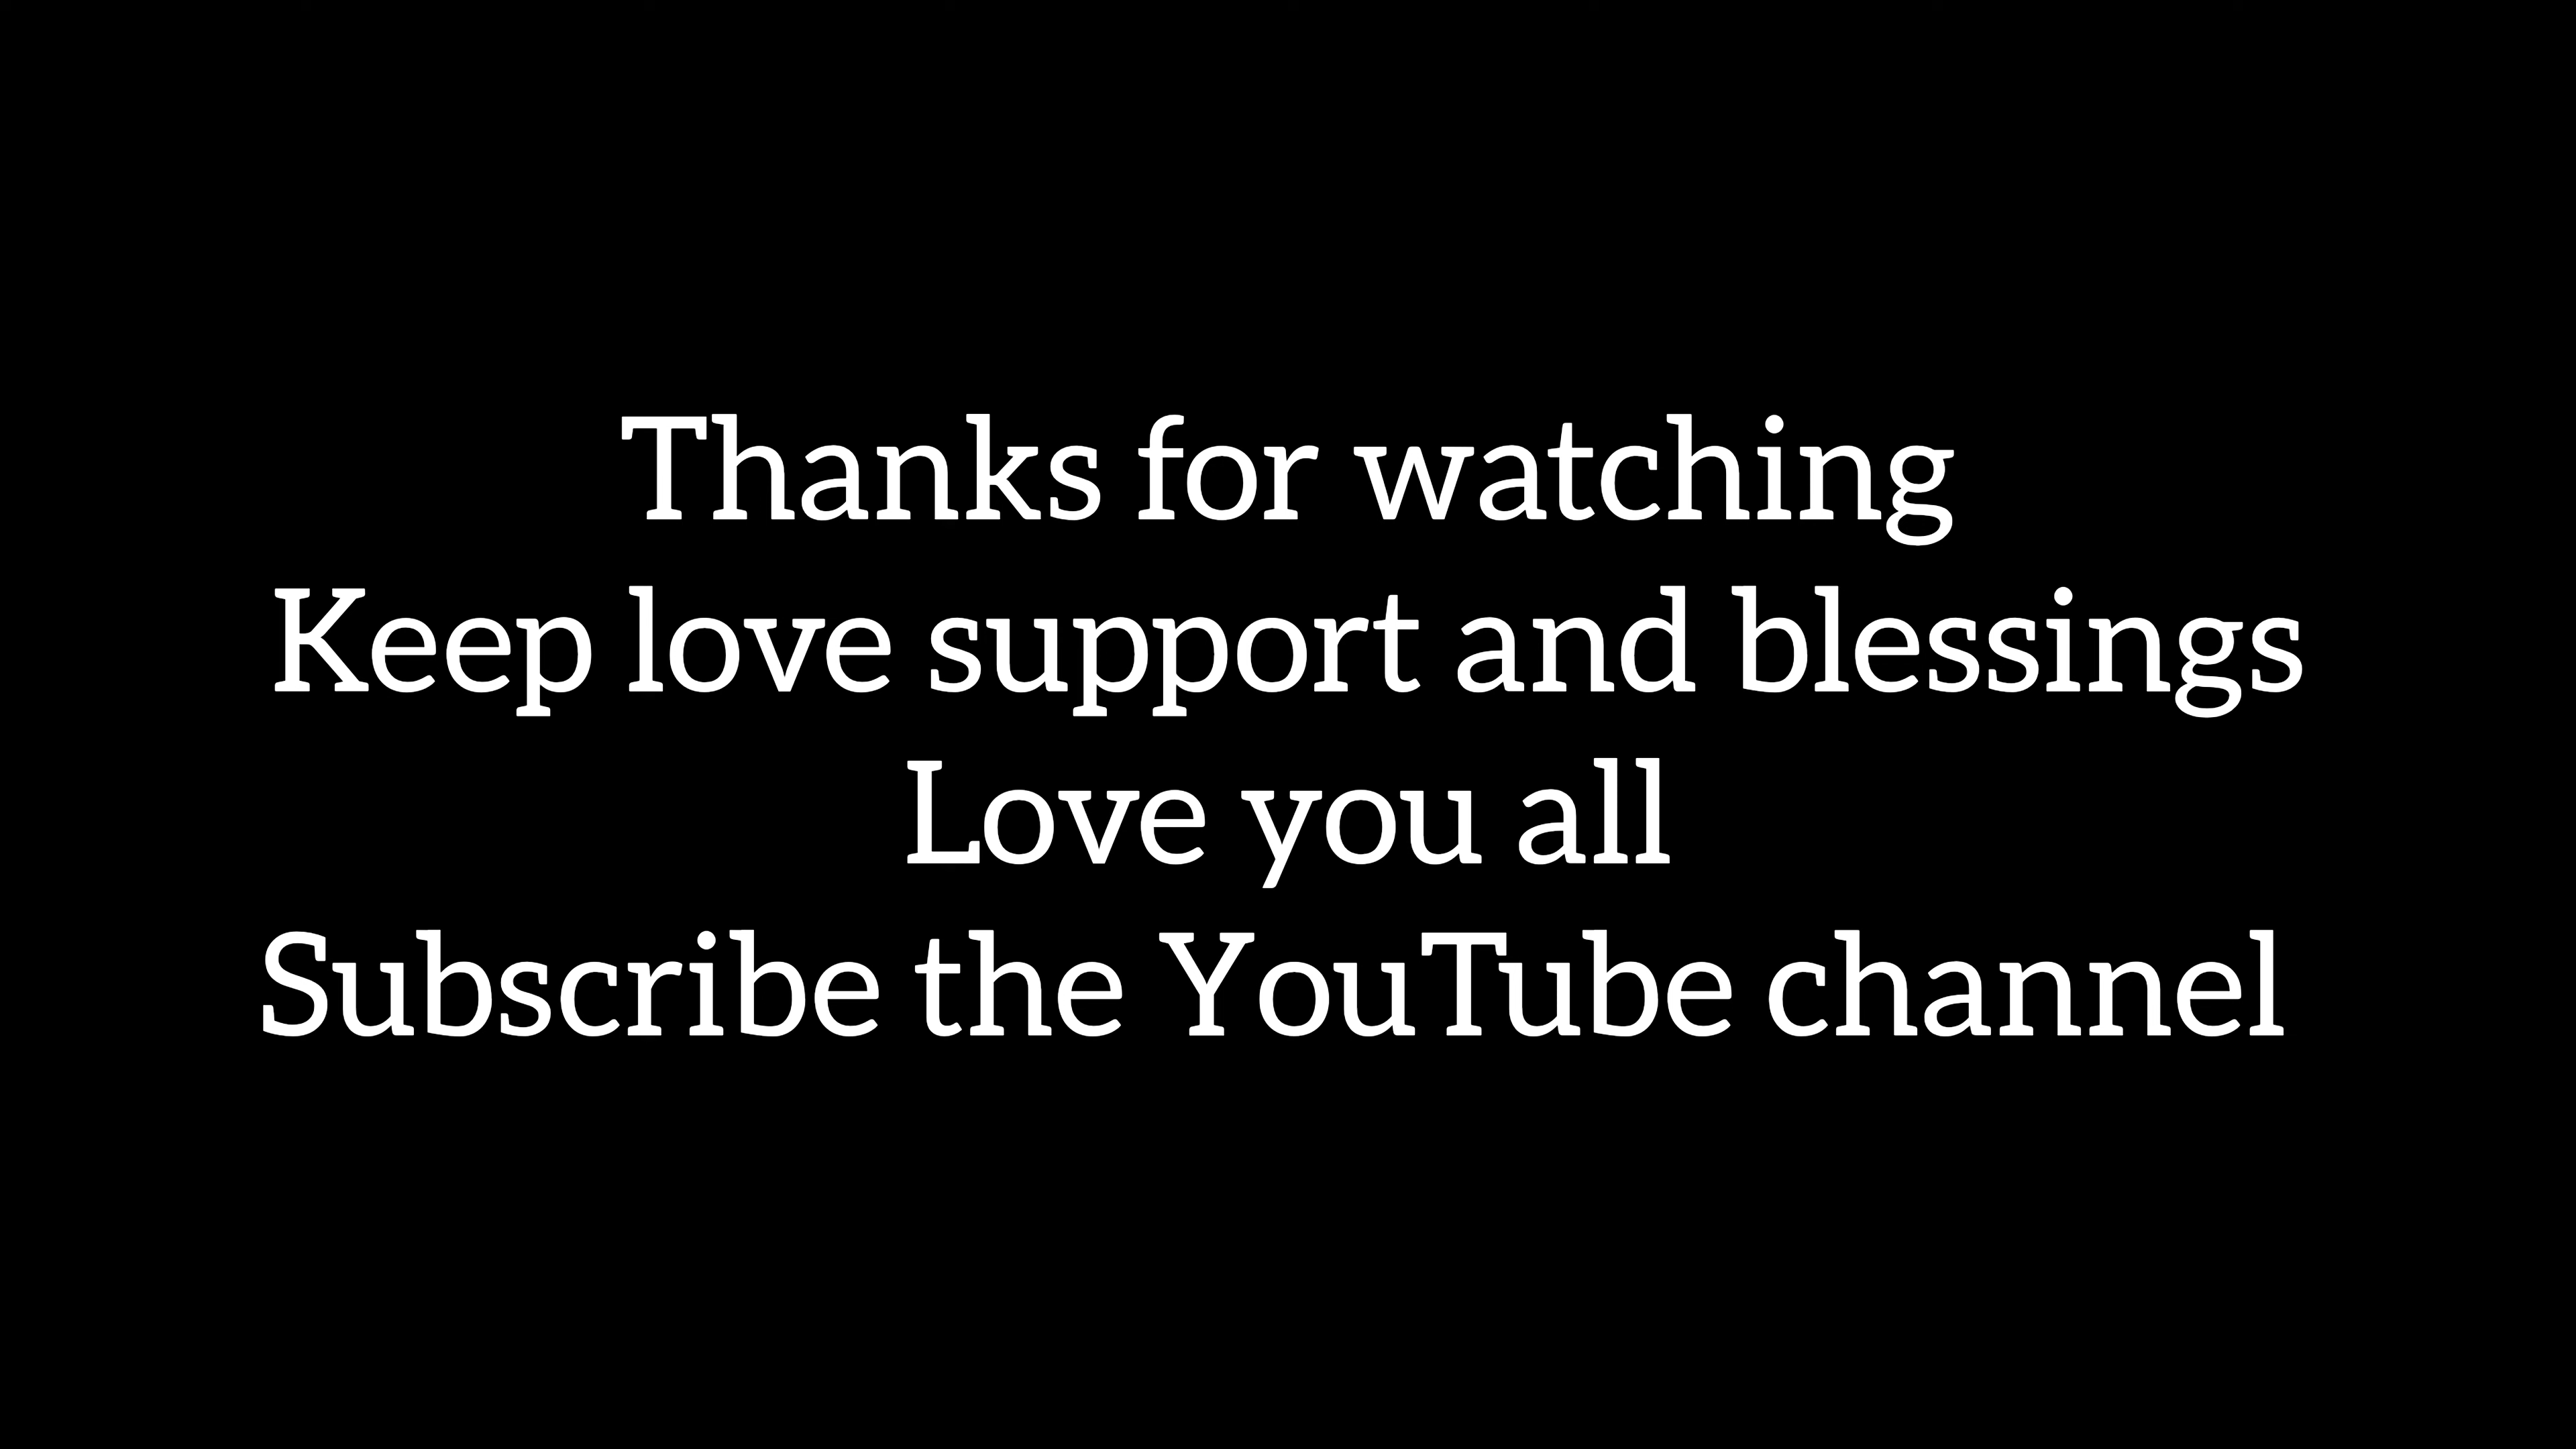 Thanks for watching
Keep love support and blessings
Love you all
Subscribe the YouTube channel